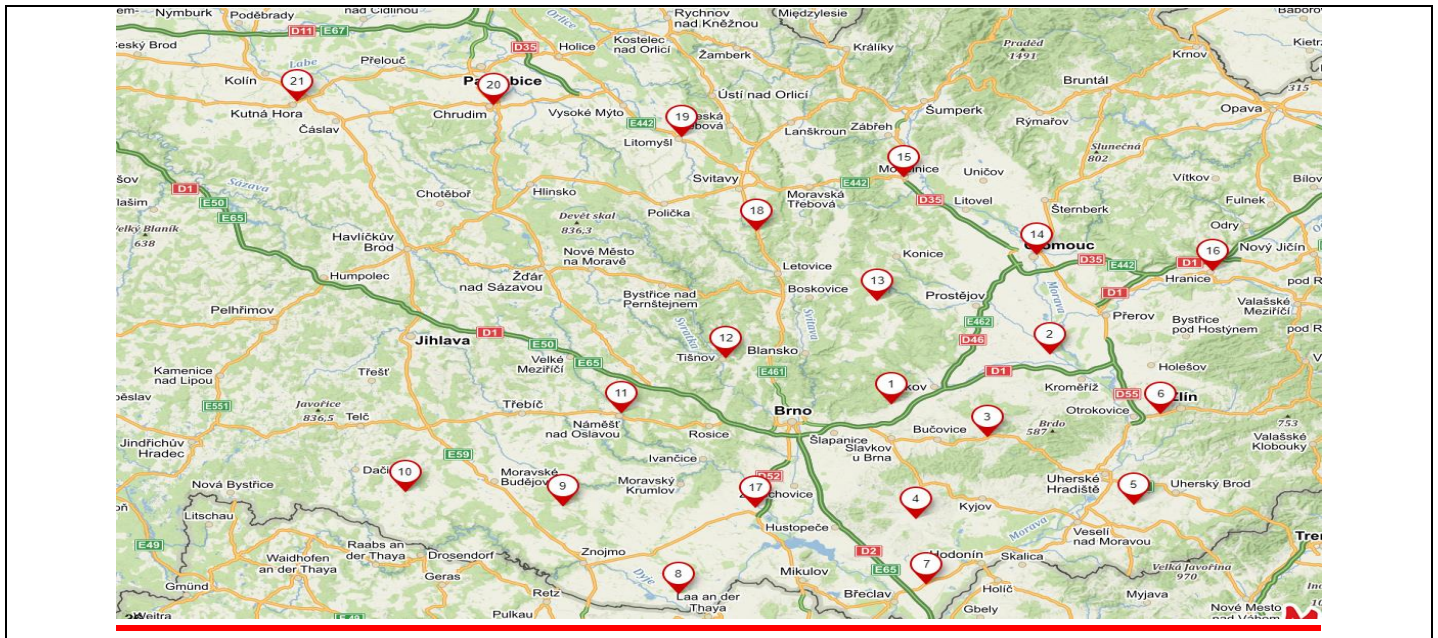 Nymburk
Poděbrady
nad Cidlinou
D11
E67
Rychnov
nad Kněžnou
Międzylesie
Orlice
Kostelec
nad Orlicí
Český Brod
Labe
Přelouč
D35
Holice
Žamberk
Králíky
Praděd
1491
Krnov
Kolín
21
20
Bruntál
315
Kutná Hora
Chrudim
Vysoké Mýto
Ústí nad Orlicí
Šumperk
Opava
Čáslav
E442
19
Lanškroun
Zábřeh
Rýmařov
Litomyšl
15
Slunečná
802
Sázava
D1
E50
E65
Svitavy
E442
Uničov
Vítkov
Chotěboř
Hlinsko
Moravská
Třebová
D35
Litovel
Fulnek
Velký Blaník
638
Devět skal
836,3
Polička
18
Šternberk
Odry
Havlíčkův
Brod
Nové Město
na Moravě
14
Konice
16
Nový Jičín
Humpolec
Žďár
nad Sázavou
Letovice
D35
E442
D1
Hranice
Bystřice nad
Pernštejnem
Boskovice
13
Prostějov
Morava
D1
Valašské
Meziříčí
Pelhřimov
Svratka
Svitava
E462
Přerov
Bystřice
pod Hostýnem
D1
Jihlava
E50
12
Tišnov
Blansko
D46
2
Kamenice
nad Lipou
Třešť
Velké
Meziříčí
E65
E461
D1
Holešov
Kroměříž
E551
Javořice
836,5
Telč
Třebíč
11
Brno
1
D55
6
Otrokovice
Náměšť
nad Oslavou
Rosice
Šlapanice
Bučovice
3
Brdo
587
753
Slavkov
u Brna
Valašské
Klobouky
Jindřichův
Hradec
E59
Ivančice
10
Moravské
9
Moravský
Krumlov
D52
17
Uherské
Hradiště
5
Uherský Brod
Nová Bystřice
4
Kyjov
Litschau
Hustopeče
Morava
Veselí
nad Moravou
E49
Raabs an
der Thaya
Drosendorf
Znojmo
D2
Hodonín
Skalica
Waidhofen
an der Thaya
Geras
Dyje
8
Mikulov
E65
7
Velká Javořina
970
Gmünd
Retz
Laa an der
Thaya
Břeclav
Holíč
Myjava
Gbely
Pulkau
Nové Mesto
nad Váhom